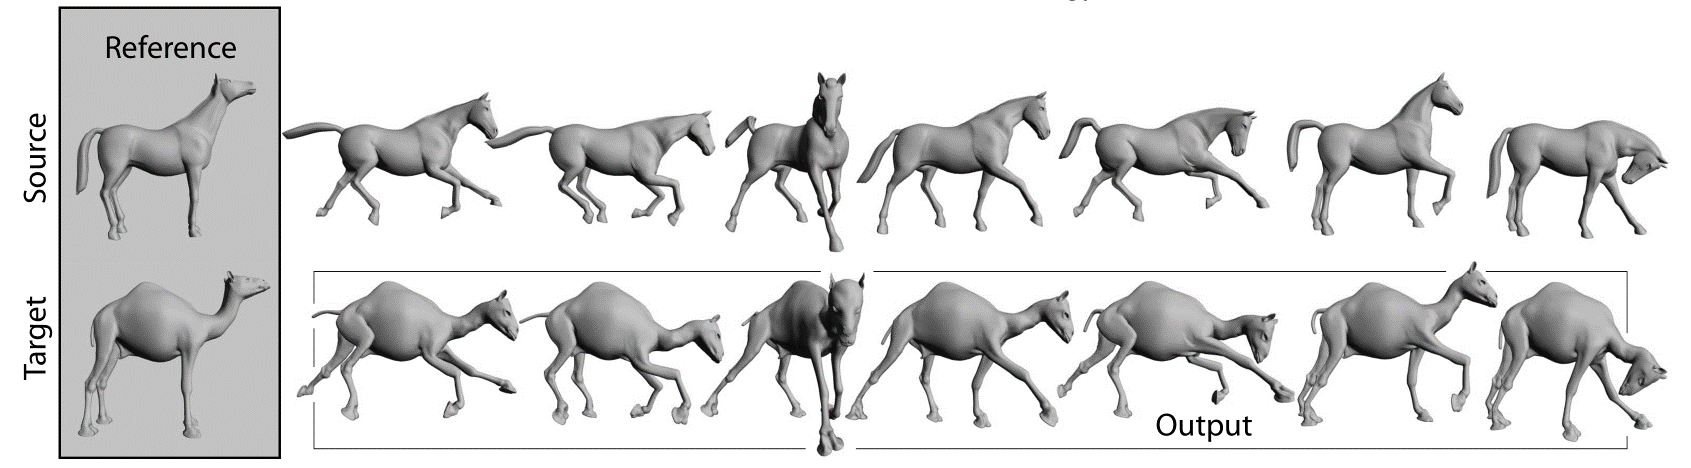 Reference
Source
Target
Output